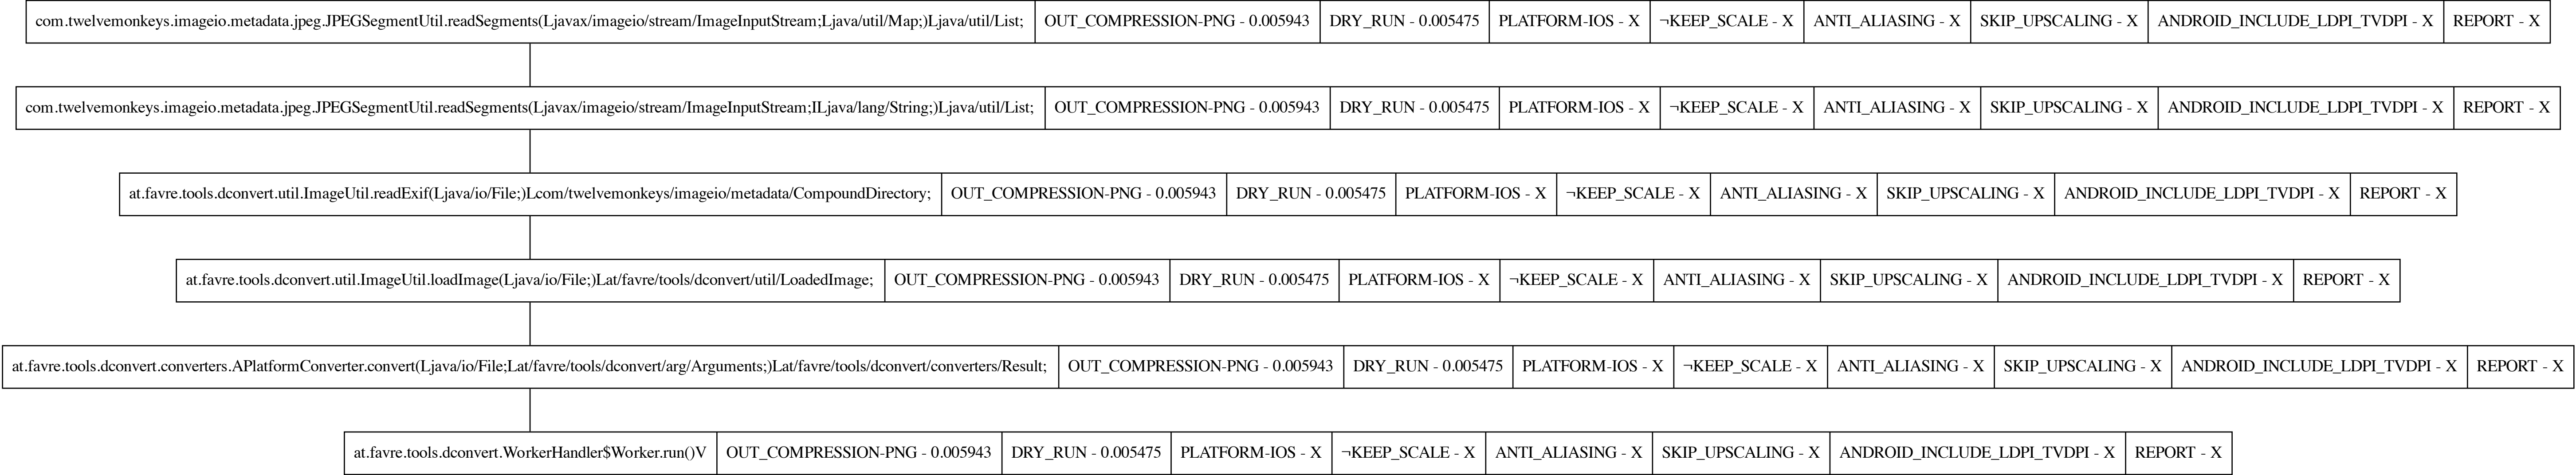 com.twelvemonkeys.imageio.metadata.jpeg.JPEGSegmentUtil.readSegments(Ljavax/imageio/stream/ImageInputStream;Ljava/util/Map;)Ljava/util/List; OUT_COMPRESSION-PNG - 0.005943 DRY_RUN - 0.005475 PLATFORM-IOS - X ¬KEEP_SCALE - X ANTI_ALIASING - X SKIP_UPSCALING - X ANDROID_INCLUDE_LDPI_TVDPI - X REPORT - X
com.twelvemonkeys.imageio.metadata.jpeg.JPEGSegmentUtil.readSegments(Ljavax/imageio/stream/ImageInputStream;ILjava/lang/String;)Ljava/util/List; OUT_COMPRESSION-PNG - 0.005943 DRY_RUN - 0.005475 PLATFORM-IOS - X ¬KEEP_SCALE - X ANTI_ALIASING - X SKIP_UPSCALING - X ANDROID_INCLUDE_LDPI_TVDPI - X REPORT - X
at.favre.tools.dconvert.util.ImageUtil.readExif(Ljava/io/File;)Lcom/twelvemonkeys/imageio/metadata/CompoundDirectory; OUT_COMPRESSION-PNG - 0.005943 DRY_RUN - 0.005475 PLATFORM-IOS - X ¬KEEP_SCALE - X ANTI_ALIASING - X SKIP_UPSCALING - X ANDROID_INCLUDE_LDPI_TVDPI - X REPORT - X
at.favre.tools.dconvert.util.ImageUtil.loadImage(Ljava/io/File;)Lat/favre/tools/dconvert/util/LoadedImage; OUT_COMPRESSION-PNG - 0.005943 DRY_RUN - 0.005475 PLATFORM-IOS - X ¬KEEP_SCALE - X ANTI_ALIASING - X SKIP_UPSCALING - X ANDROID_INCLUDE_LDPI_TVDPI - X REPORT - X
at.favre.tools.dconvert.converters.APlatformConverter.convert(Ljava/io/File;Lat/favre/tools/dconvert/arg/Arguments;)Lat/favre/tools/dconvert/converters/Result; OUT_COMPRESSION-PNG - 0.005943 DRY_RUN - 0.005475 PLATFORM-IOS - X ¬KEEP_SCALE - X ANTI_ALIASING - X SKIP_UPSCALING - X ANDROID_INCLUDE_LDPI_TVDPI - X REPORT - X
at.favre.tools.dconvert.WorkerHandler$Worker.run()V OUT_COMPRESSION-PNG - 0.005943 DRY_RUN - 0.005475 PLATFORM-IOS - X ¬KEEP_SCALE - X ANTI_ALIASING - X SKIP_UPSCALING - X ANDROID_INCLUDE_LDPI_TVDPI - X REPORT - X